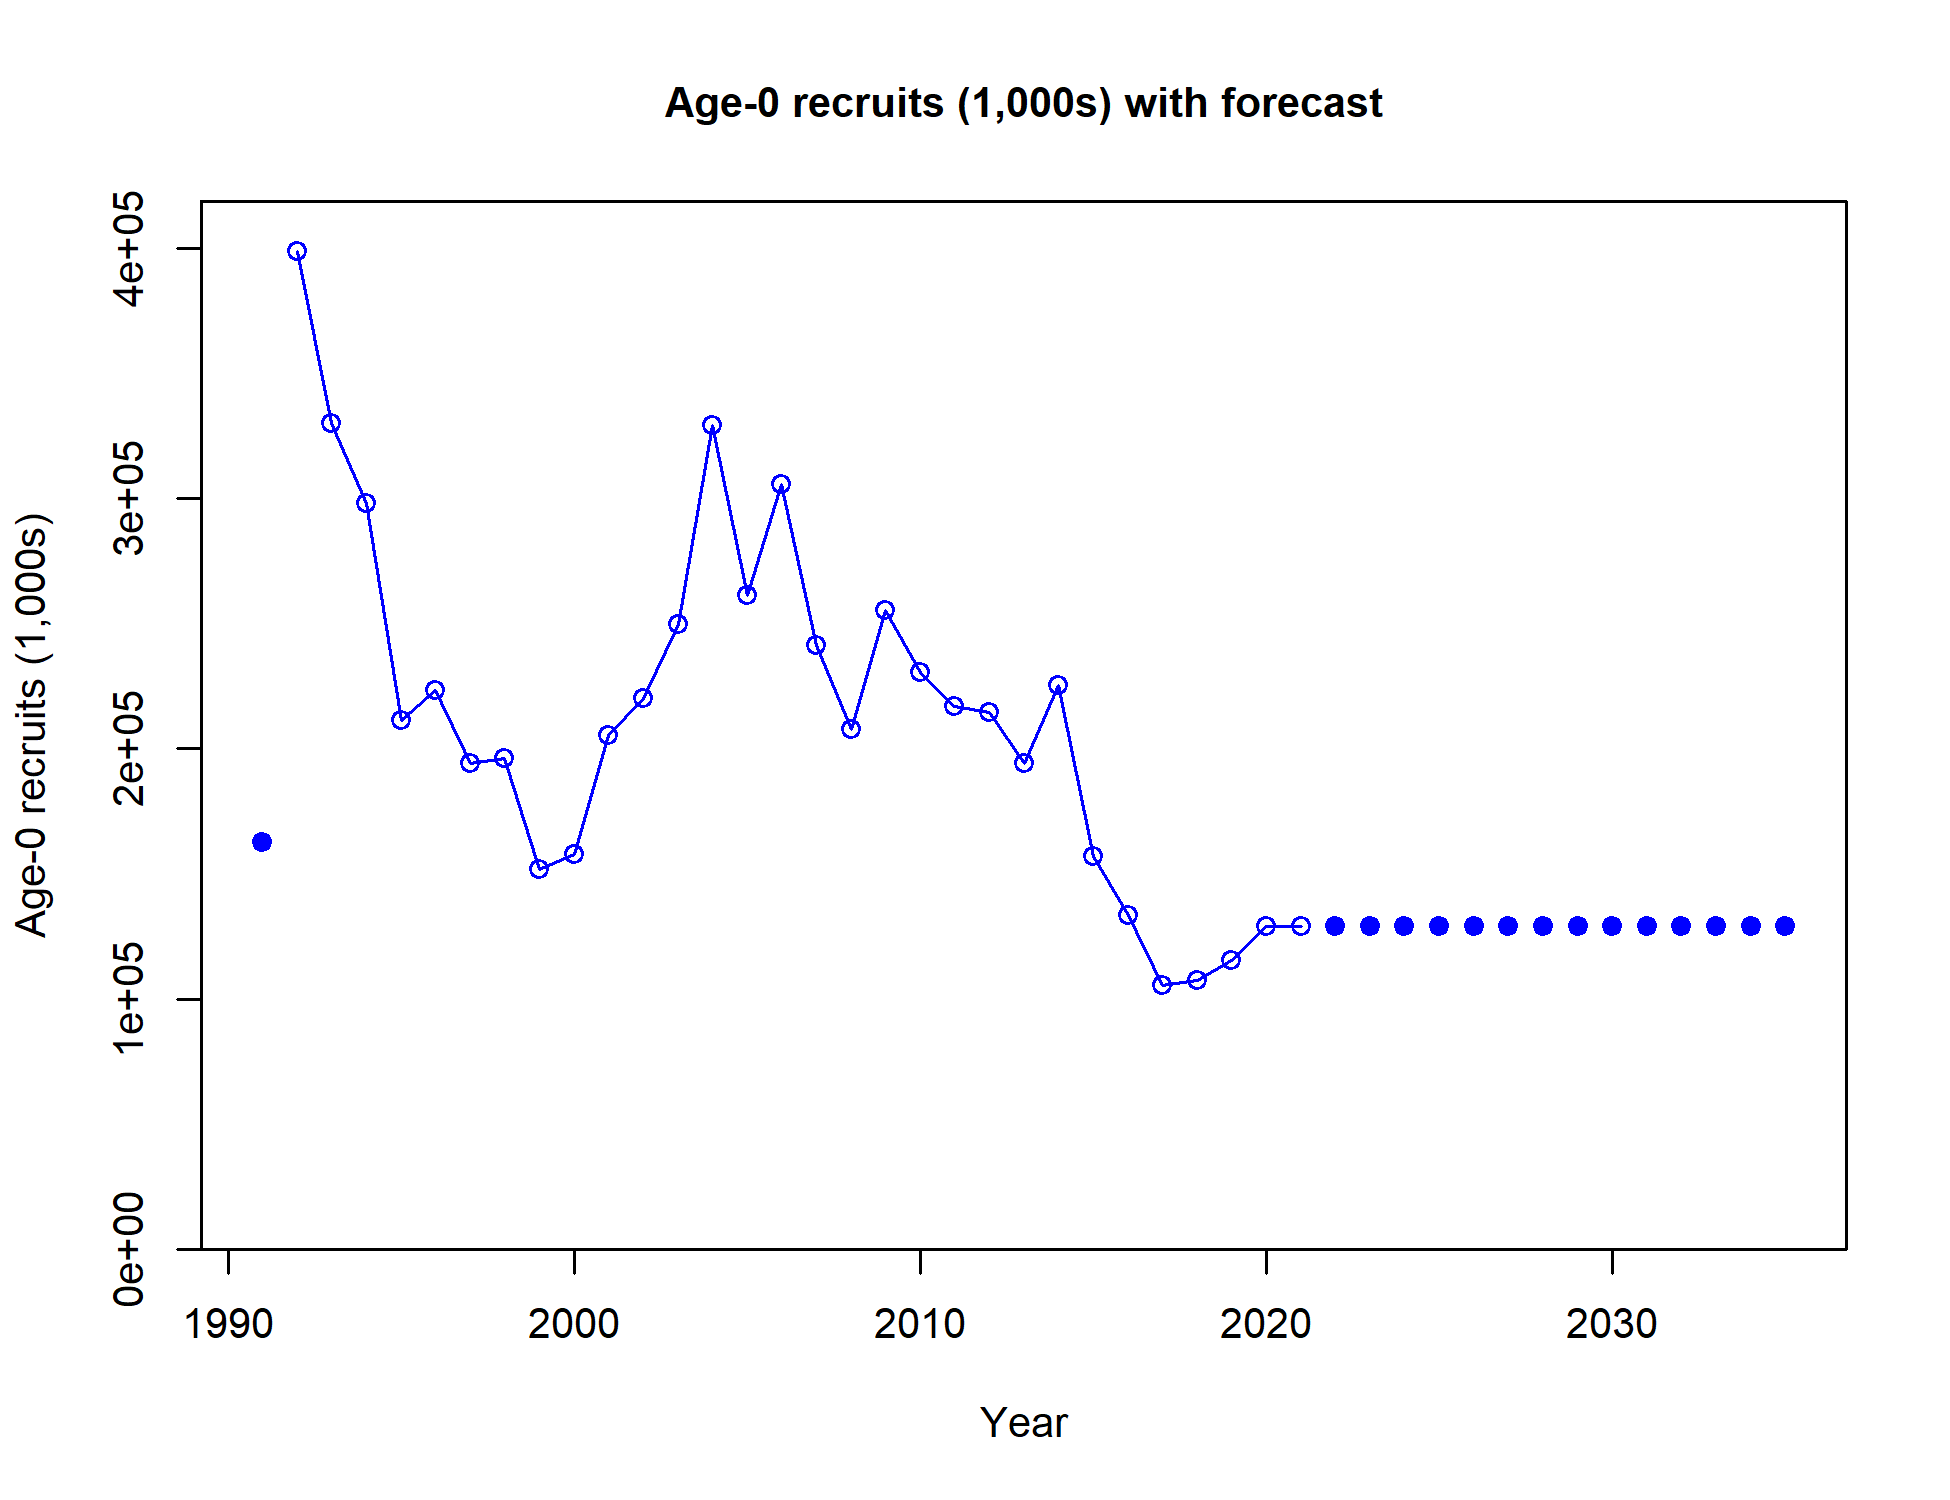 Age-0 recruits (1,000s) with forecast
Age-0 recruits (1,000s)
4e+05
3e+05
2e+05
1e+05
0e+00
1990 2000 2010 2020 2030
Year